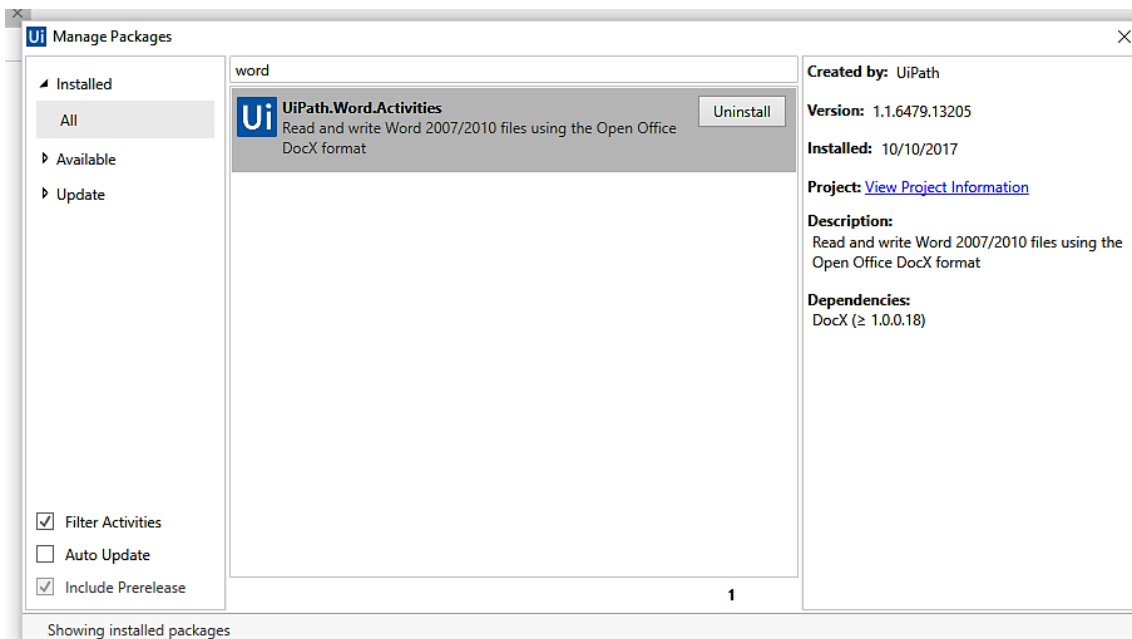 Ui Manage Packages
Installed
All
Available
Update
Filter Activities
Auto Update
Include Prerelease
word
Ui
UiPath.Word.Activities
Uninstall
Read and write Word 2007/2010 files using the Open Office
DocX format
1
Created by: UiPath
Version: 1.1.6479.13205
Installed: 10/10/2017
Project: View Project Information
Description:
Read and write Word 2007/2010 files using the
Open Office DocX format
Dependencies:
DocX (≥ 1.0.0.18)
Showing installed packages